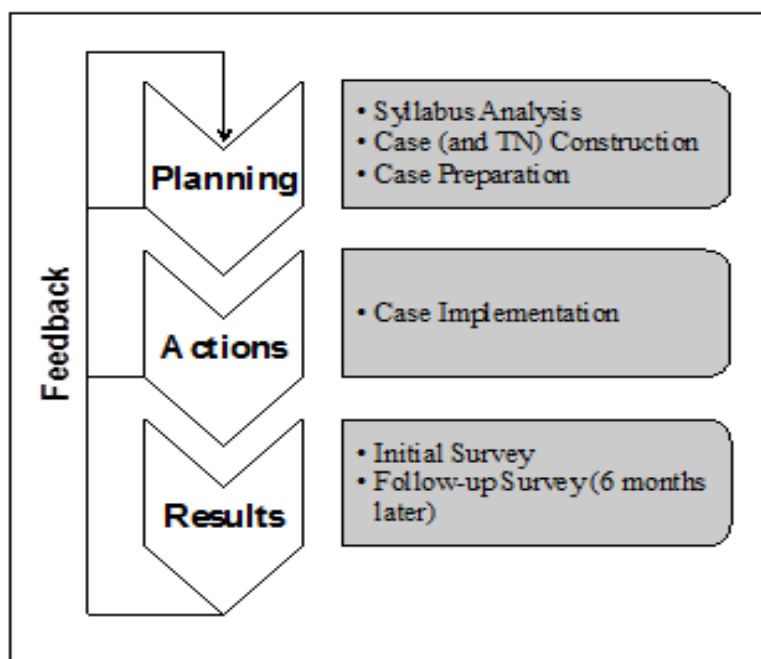 Feedback
Planning
• Syllabus Analysis
• Case (and TN) Construction
• Case Preparation
Actions
• Case Implementation
Results
• Initial Survey
• Follow-up Survey (6 months
later)